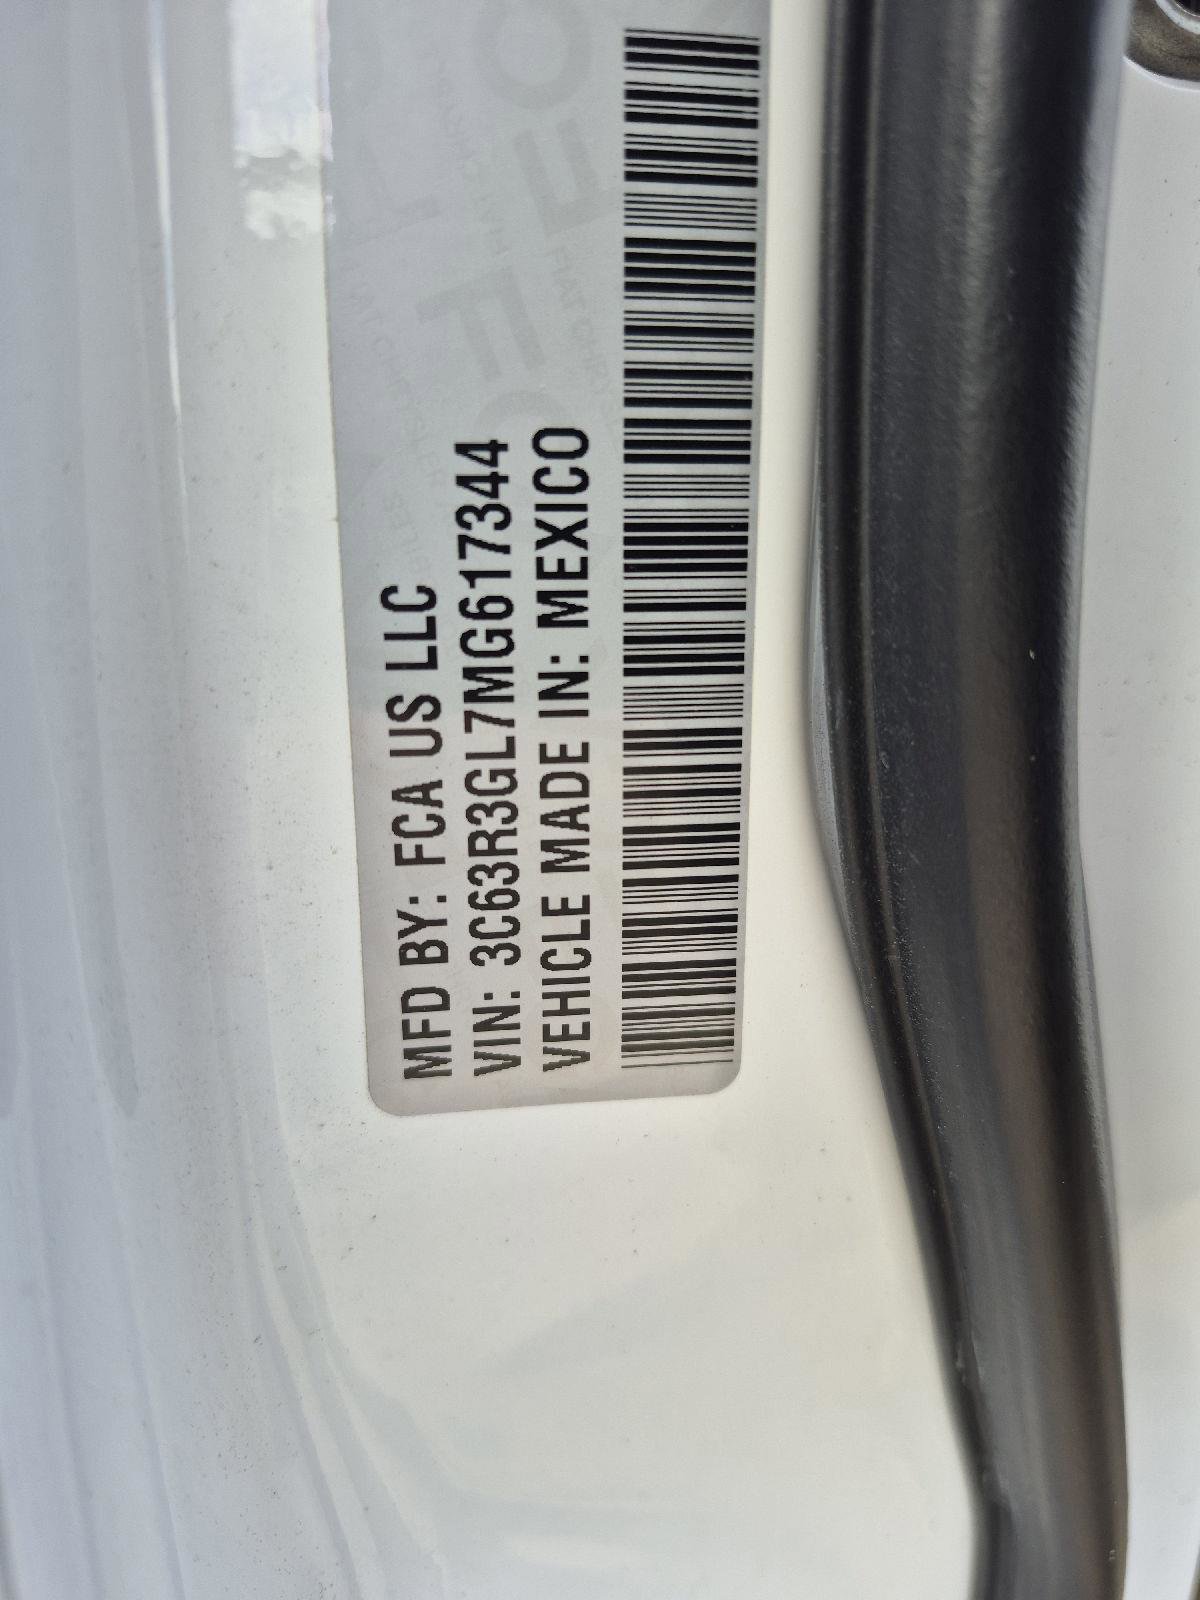 MFD BY: FCA US LLC
VIN: 3C63R3GL7MG617344
VEHICLE MADE IN: MEXICO